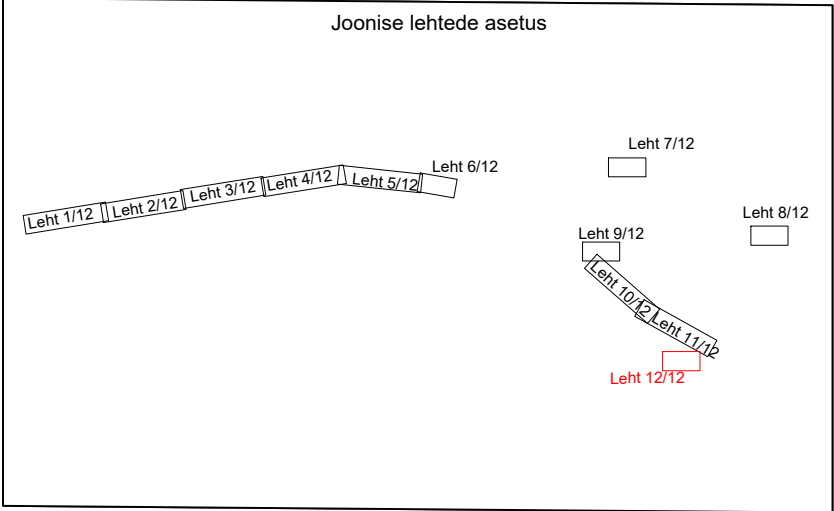 Joonise lehtede asetus
Leht 1/12
Leht 2/12
Leht 3/12
Leht 4/12
Leht 5/12
Leht 6/12
Leht 7/12
Leht 8/12
Leht 9/12
Leht 10/12
Leht 11/12
Leht 12/12